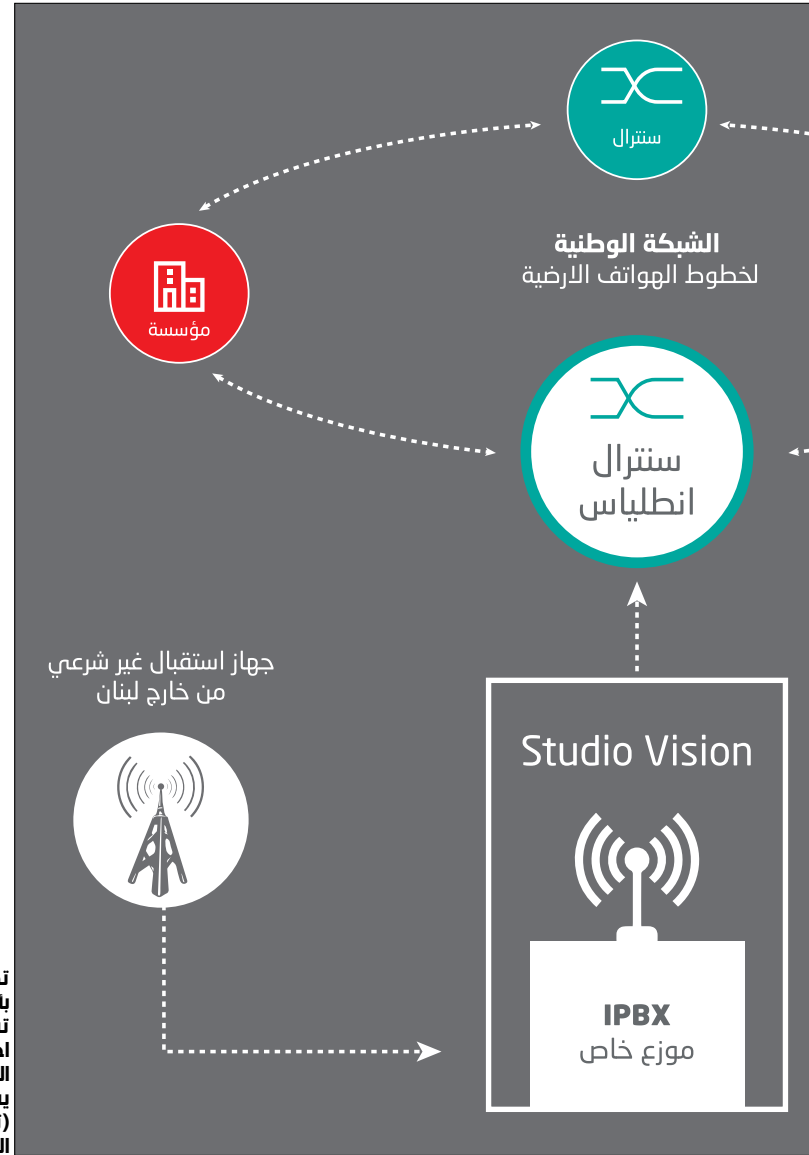 سنترال
الشبكة الوطنية
لخطوط الهواتف الارضية
مؤسسة
سنترال
انطلياس
جهاز استقبال غير شرعي
من خارج لبنان
Studio Vision
IPBX
موزع خاص